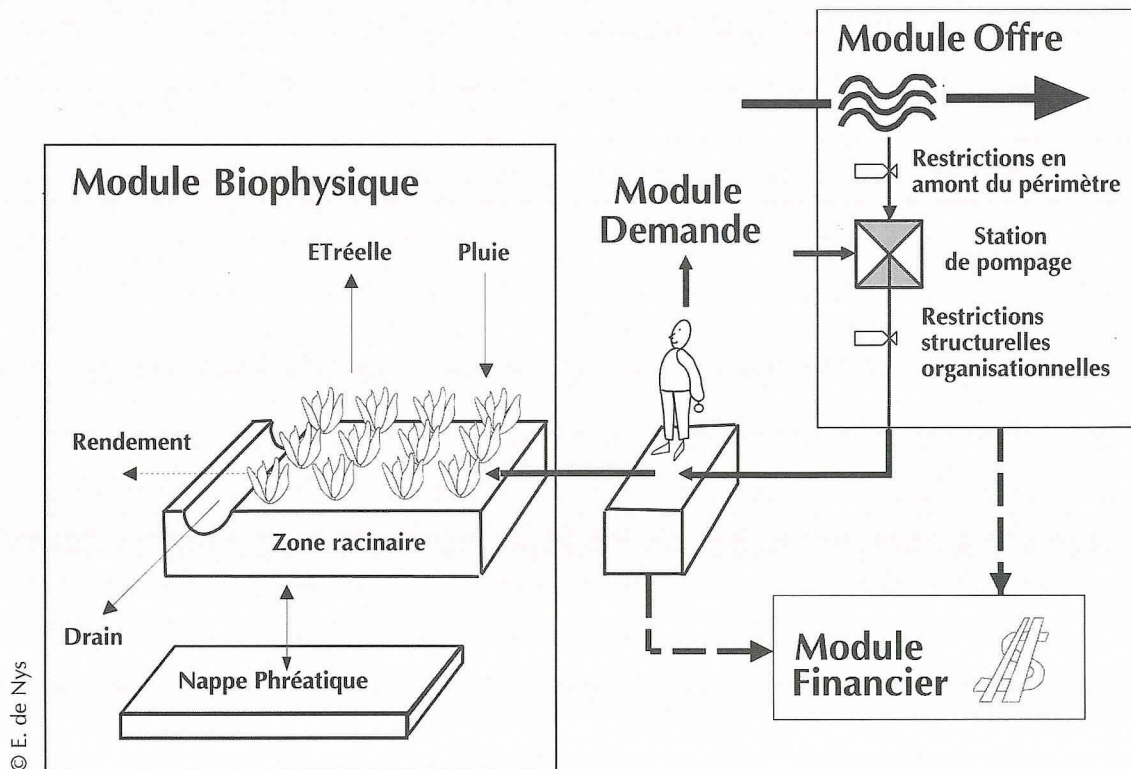 Module Offre
Restrictions en
amont du périmètre
Station
de pompage
Restrictions
structurelles
organisationnelles
Module Biophysique
ETréelle
Pluie
Rendement
Zone racinaire
Drain
Nappe Phréatique
Module
Demande
Module
Financier
$
© E. de Nys